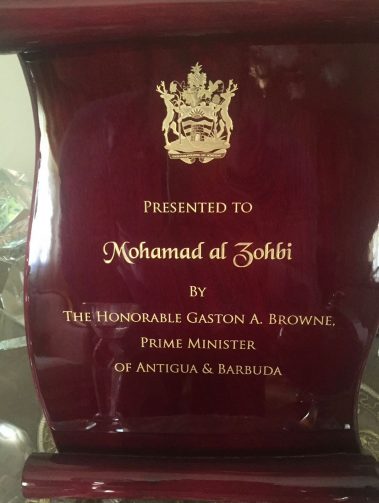 Presented to
Mohamad al Zohbi
By
The Honorable Gaston A. Browne,
Prime Minister
of Antigua & Barbuda